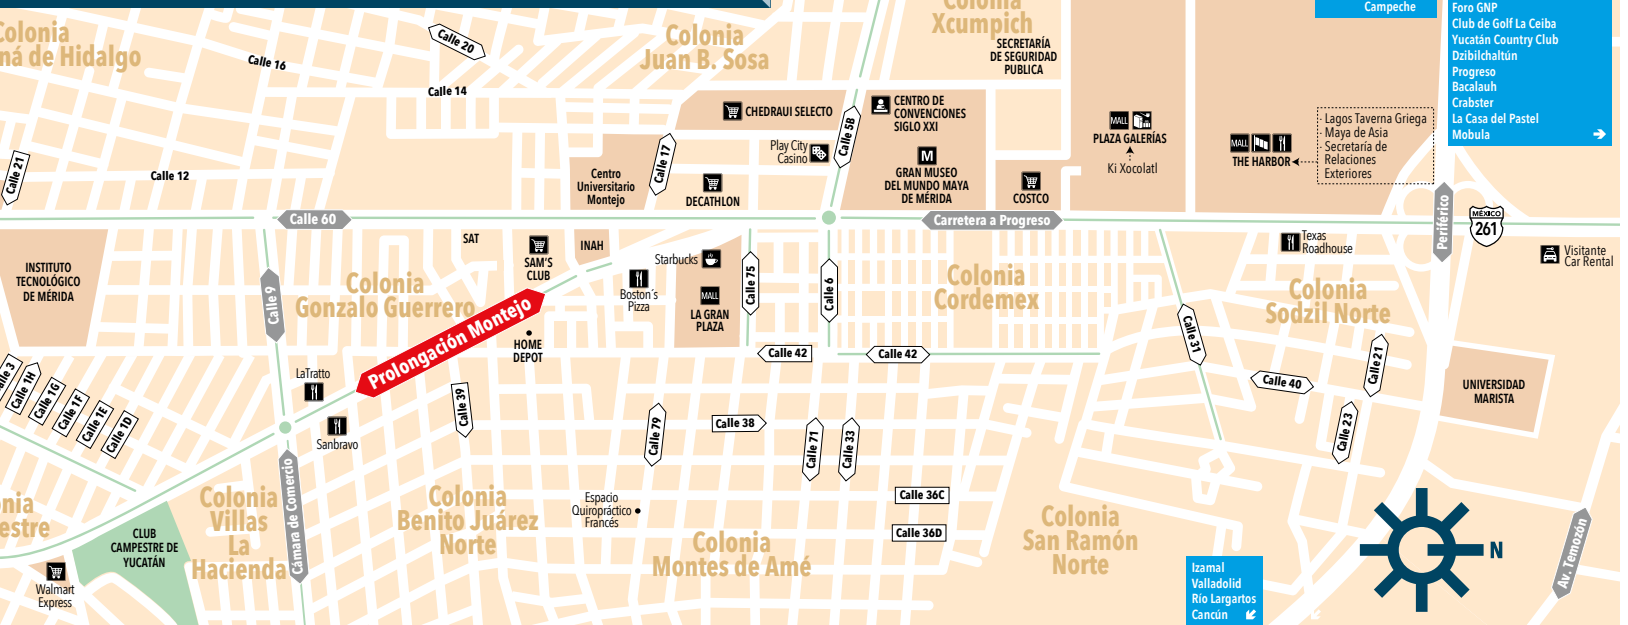 Colonia
ná de Hidalgo
Calle 20
Calle 16
Calle 14
Calle 21
Calle 12
Colonia
Juan B. Sosa
Colonia
Xcumpich
SECRETARÍA
DE SEGURIDAD
PUBLICA
Campeche
Foro GNP
Club de Golf La Ceiba
Yucatán Country Club
Dzibilchaltún
Progreso
Bacalauh
Crabster
La Casa del Pastel
Mobula
CHEDRAUI SELECTO
Play City
Casino
Calle 5B
CENTRO DE
CONVENCIONES
SIGLO XXI
M
GRAN MUSEO
DEL MUNDO MAYA
DE MÉRIDA
COSTCO
MALL
PLAZA GALERÍAS
Ki Xocolatl
MALL
THE HARBOR
- Lagos Taverna Griega
- Maya de Asia
- Secretaría de
Relaciones
Exteriores
Centro
Universitario
Montejo
Calle 17
DECATHLON
Calle 60
Carretera a Progreso
Periférico
MÉXICO
261
Visitante
Car Rental
Texas
Roadhouse
INSTITUTO
TECNOLÓGICO
DE MÉRIDA
Calle 9
Colonia
Gonzalo Guerrero
SAT
SAM'S
CLUB
INAH
Starbucks
Boston´s
Pizza
MALL
LA GRAN
PLAZA
Calle 75
Calle 6
Colonia
Cordemex
Calle 31
Colonia
Sodzil Norte
Prolongación Montejo
HOME
DEPOT
Calle 42
Calle 42
Calle 21
Calle 40
Calle 23
UNIVERSIDAD
MARISTA
lle 3
Calle 1H
Calle 1G
Calle 1F
Calle 1E
Calle 1D
LaTratto
Sanbravo
Calle 39
Calle 79
Calle 38
Calle 71
Calle 33
Calle 36C
Calle 36D
nia
estre
Walmart
Express
CLUB
CAMPESTRE DE
YUCATÁN
Colonia
Villas
La
Hacienda
Cámara de Comercio
Colonia
Benito Juárez
Norte
Espacio
Quiropráctico
Francés
Colonia
Montes de Amé
Colonia
San Ramón
Norte
Izamal
Valladolid
Río Largartos
Cancún
N
Av. Temozón